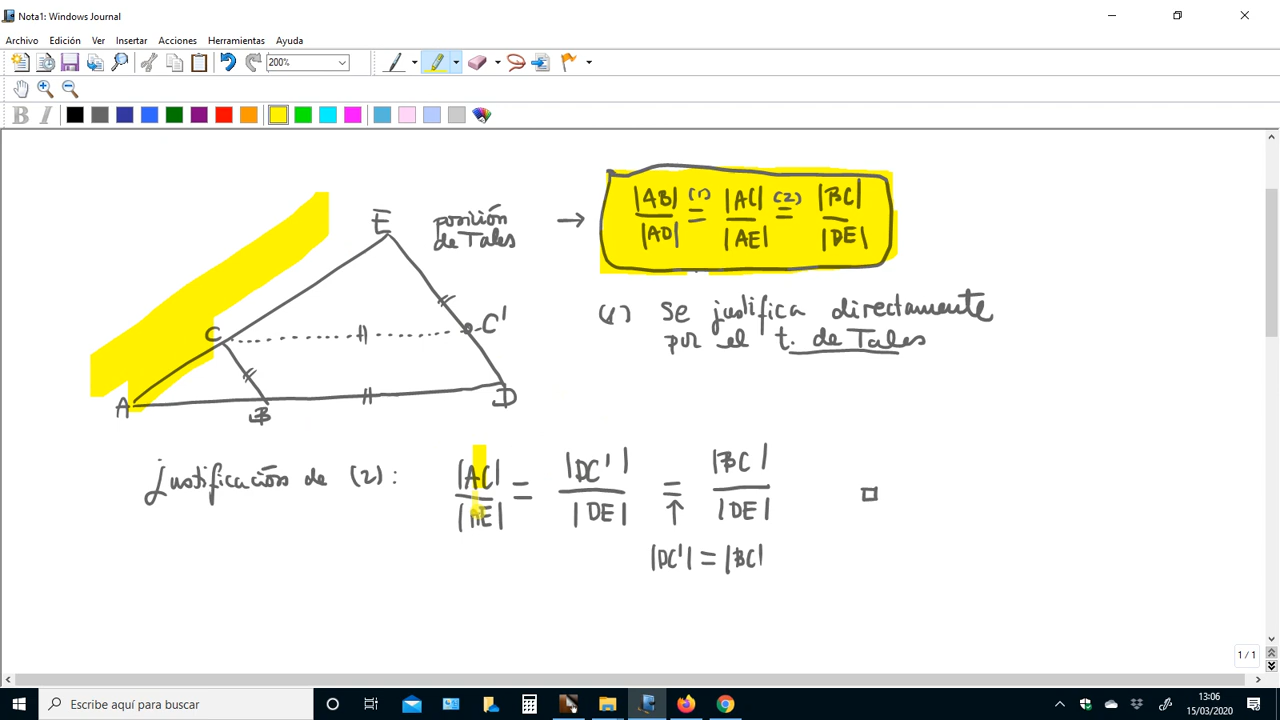 Nota1: Windows Journal
Archivo Edición Ver Insertar Acciones Herramientas Ayuda
200%
B I
E posición
de Tales →
|AB| (1) |AC| (2) |BC|
|AD| = |AE| = |DE|
C
C'
A
B
D
(1) Se justifica directamente
por el t. de Tales
Justificación de (2): |AC| = |DC'| = |BC|
|AE| |DE| ↑ |DE|
|DC'| = |BC|
1 / 1
Escribe aquí para buscar
13:06
15/03/2020